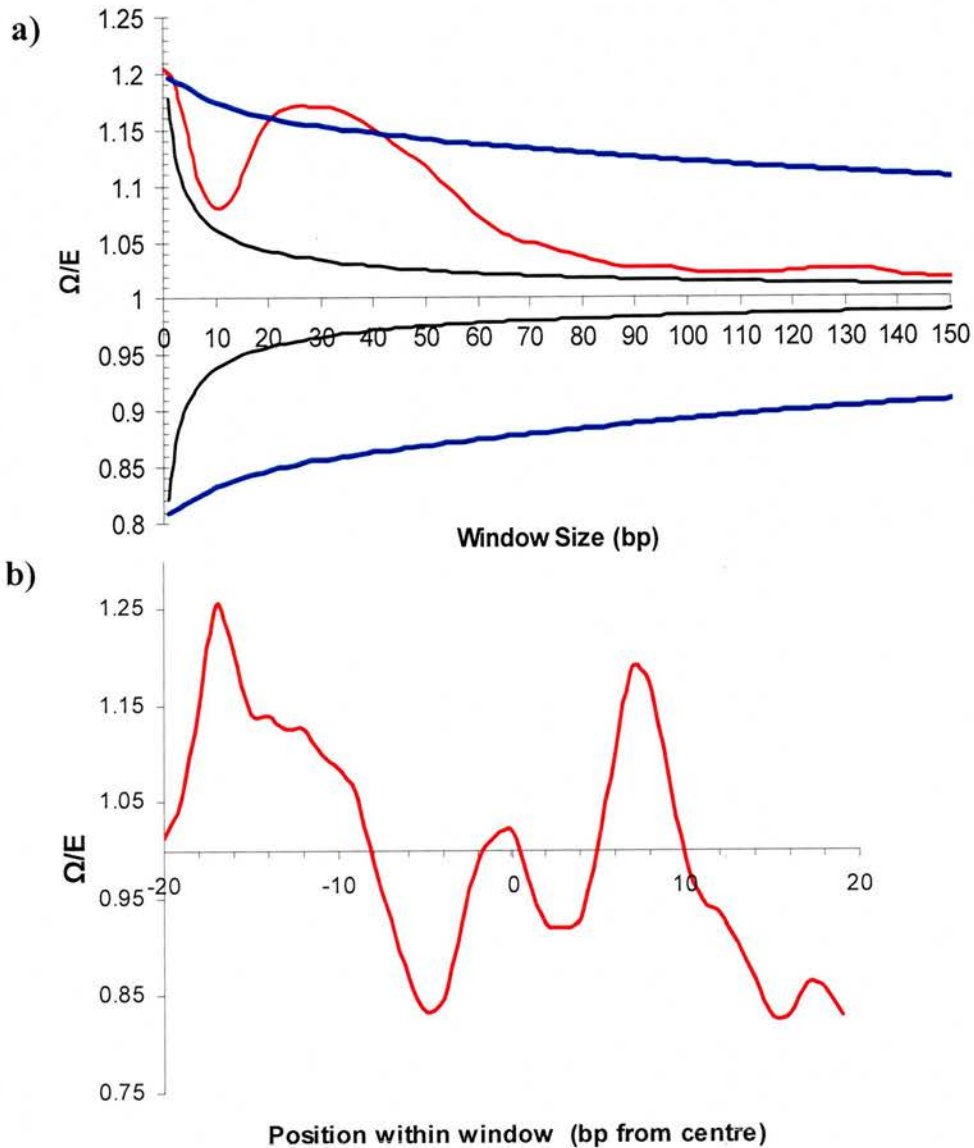 a)
1.25
1.2
1.15
1.1
1.05
1
0.95
0.9
0.85
0.8
Ω/E
0 10 20 30 40 50 60 70 80 90 100 110 120 130 140 150
Window Size (bp)
b)
1.25
1.15
1.05
0.95
0.85
0.75
Ω/E
-20 -10 0 10 20
Position within window (bp from centre)